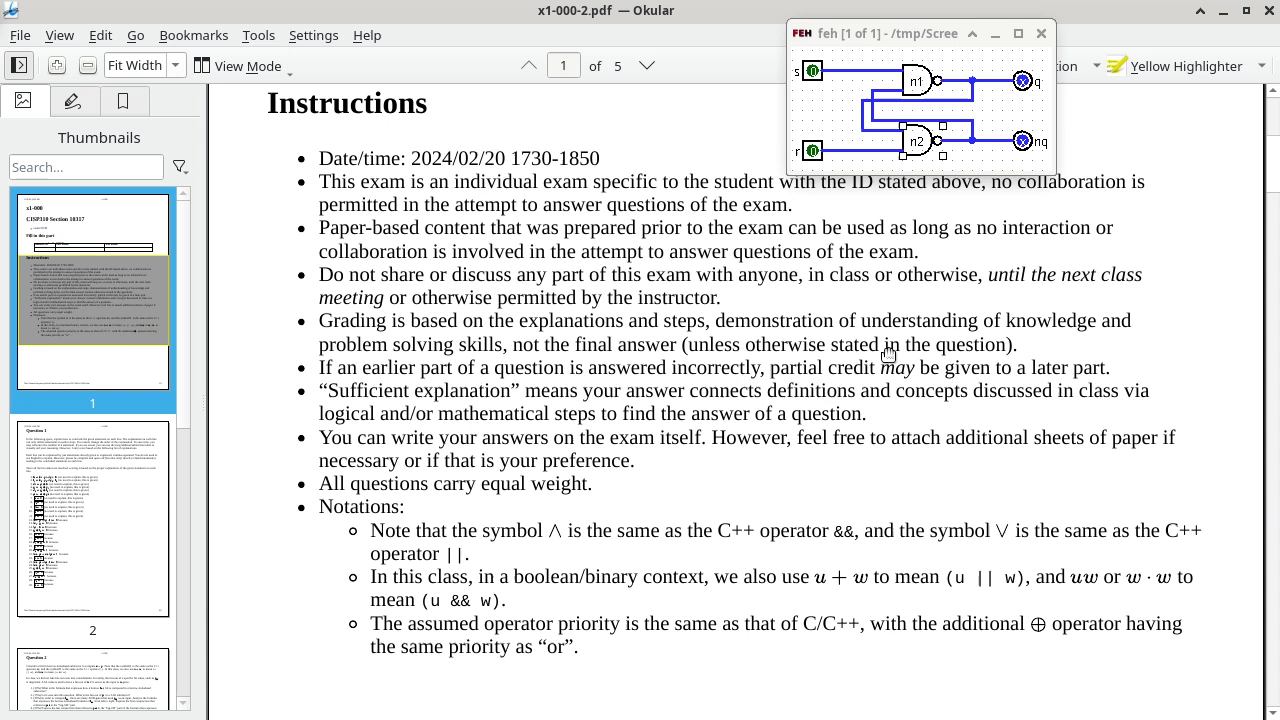 x1-000-2.pdf — Okular
File View Edit Go Bookmarks Tools Settings Help
Fit Width View Mode 1 of 5 Yellow Highlighter
FEH feh [1 of 1] - /tmp/Scree
s n1 q
r n2 nq
Thumbnails
Search...
x1-000
CISP310 Section 10317
1
Question 1
2
Question 2
Instructions
Date/time: 2024/02/20 1730-1850
This exam is an individual exam specific to the student with the ID stated above, no collaboration is
permitted in the attempt to answer questions of the exam.
Paper-based content that was prepared prior to the exam can be used as long as no interaction or
collaboration is involved in the attempt to answer questions of the exam.
Do not share or discuss any part of this exam with anyone, in class or otherwise, until the next class
meeting or otherwise permitted by the instructor.
Grading is based on the explanations and steps, demonstration of understanding of knowledge and
problem solving skills, not the final answer (unless otherwise stated in the question).
If an earlier part of a question is answered incorrectly, partial credit may be given to a later part.
“Sufficient explanation” means your answer connects definitions and concepts discussed in class via
logical and/or mathematical steps to find the answer of a question.
You can write your answers on the exam itself. However, feel free to attach additional sheets of paper if
necessary or if that is your preference.
All questions carry equal weight.
Notations:
Note that the symbol ∧ is the same as the C++ operator &&, and the symbol ∨ is the same as the C++
operator ||.
In this class, in a boolean/binary context, we also use u + w to mean (u || w), and uw or w · w to
mean (u && w).
The assumed operator priority is the same as that of C/C++, with the additional ⊕ operator having
the same priority as “or”.